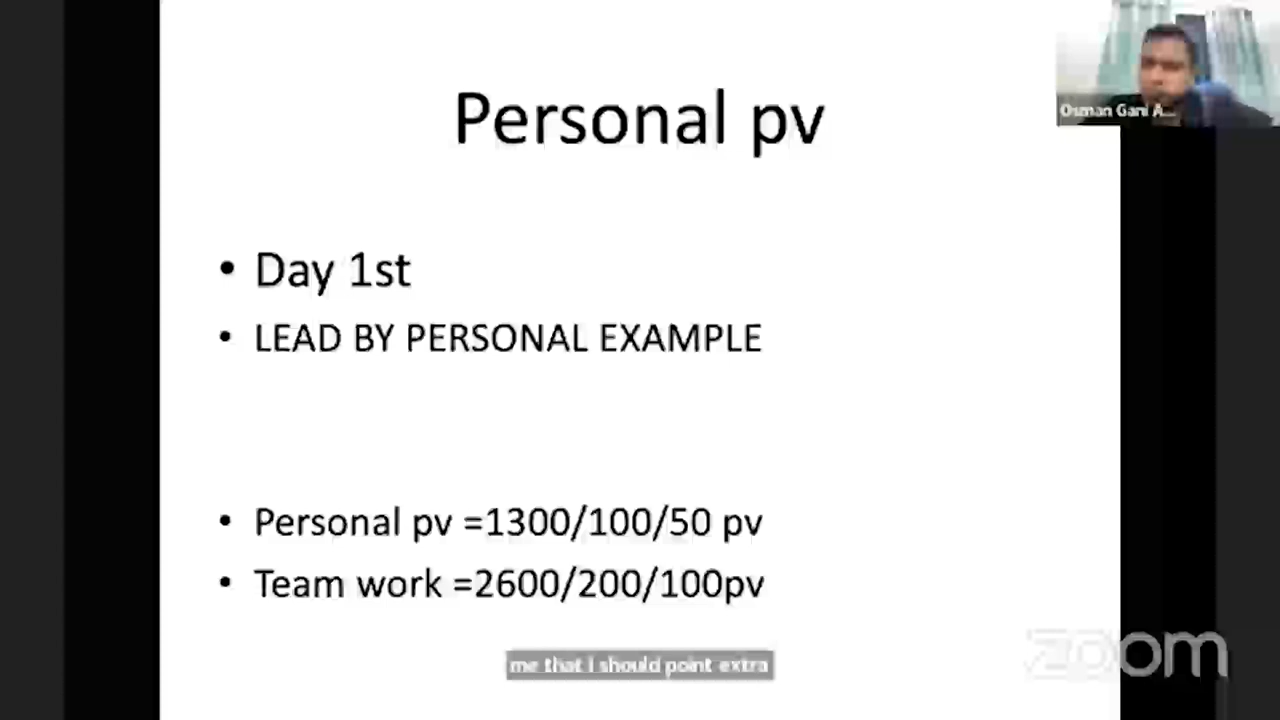 Personal pv
Osman Gani A...
• Day 1st
• LEAD BY PERSONAL EXAMPLE
• Personal pv =1300/100/50 pv
• Team work =2600/200/100pv
me that I should point extra
zoom